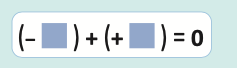 (– ) + (+ ) = 0